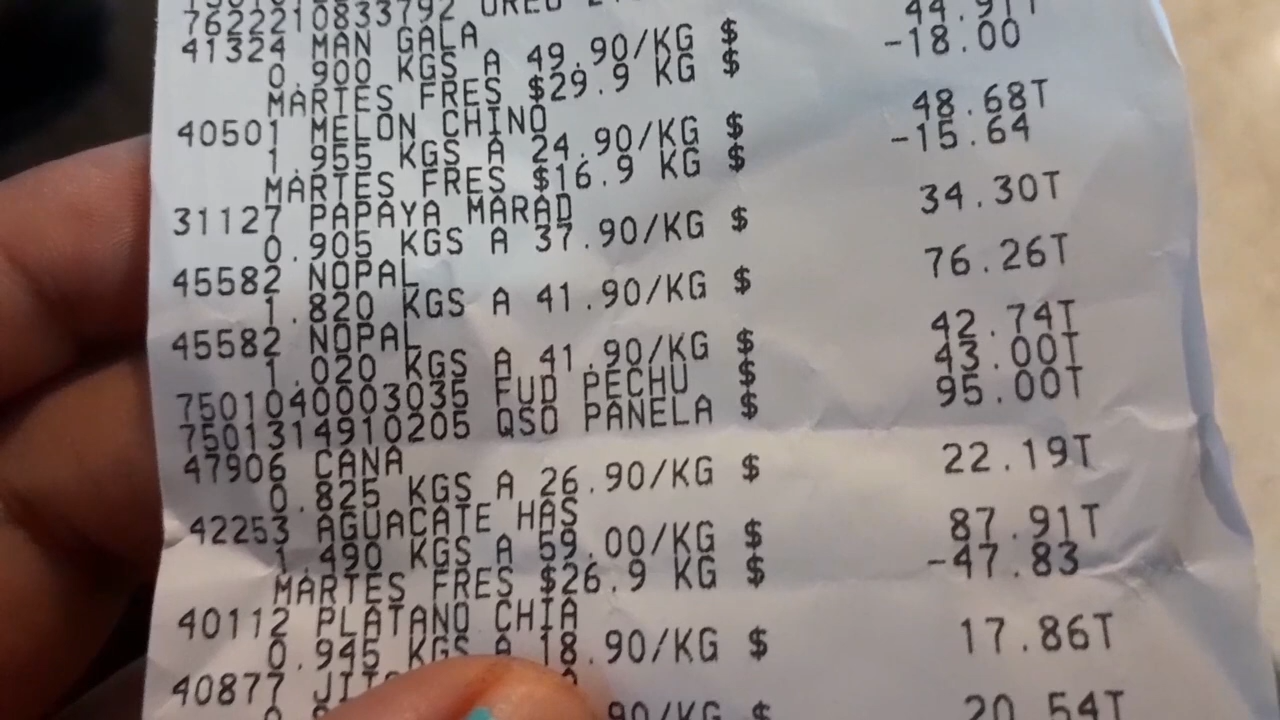 7622210833792 OREO
41324 MAN GALA
0.900 KGS A 49.90/KG $ 44.91T
MARTES FRES $29.9 KG $ -18.00
40501 MELON CHINO
1.955 KGS A 24.90/KG $ 48.68T
MARTES FRES $16.9 KG $ -15.64
31127 PAPAYA MARAD
0.905 KGS A 37.90/KG $ 34.30T
45582 NOPAL
1.820 KGS A 41.90/KG $ 76.26T
45582 NOPAL
1.020 KGS A 41.90/KG $ 42.74T
7501040003035 FUD PECHU $ 43.00T
7501314910205 QSO PANELA $ 95.00T
47906 CANA
0.825 KGS A 26.90/KG $ 22.19T
42253 AGUACATE HAS
1.490 KGS A 59.00/KG $ 87.91T
MARTES FRES $26.9 KG $ -47.83
40112 PLATANO CHIA
0.945 KGS A 18.90/KG $ 17.86T
40877
90/KG $ 20.54T